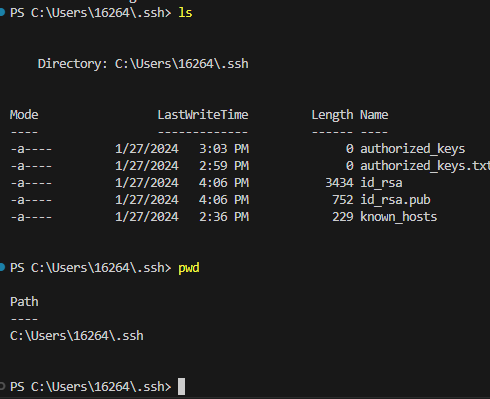 PS C:\Users\16264\.ssh> ls
Directory: C:\Users\16264\.ssh
Mode LastWriteTime Length Name
---- ------------- ------ ----
-a---- 1/27/2024 3:03 PM 0 authorized_keys
-a---- 1/27/2024 2:59 PM 0 authorized_keys.txt
-a---- 1/27/2024 4:06 PM 3434 id_rsa
-a---- 1/27/2024 4:06 PM 752 id_rsa.pub
-a---- 1/27/2024 2:36 PM 229 known_hosts
PS C:\Users\16264\.ssh> pwd
Path
----
C:\Users\16264\.ssh
PS C:\Users\16264\.ssh>